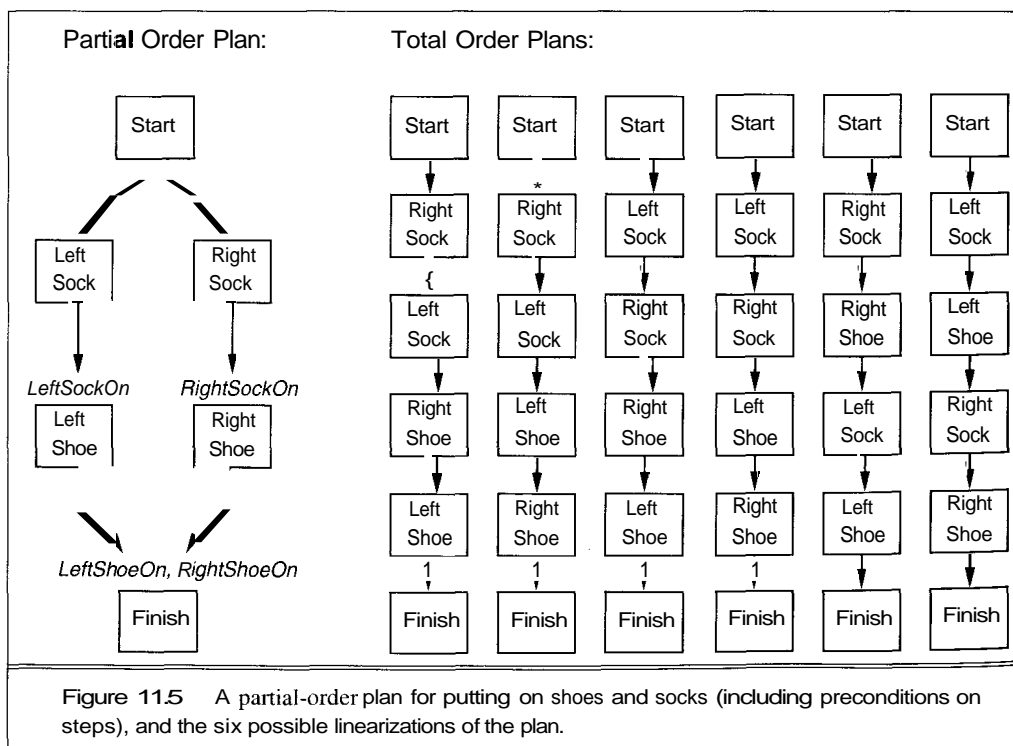 Partial Order Plan:
Total Order Plans:
Start
Left
Sock
Right
Sock
LeftSockOn
RightSockOn
Left
Shoe
Right
Shoe
LeftShoeOn, RightShoeOn
Finish
Start
Right
Sock
{
Left
Sock
Right
Shoe
Left
Shoe
1
Finish
Start
*
Right
Sock
Left
Sock
Left
Shoe
Right
Shoe
1
Finish
Start
Left
Sock
Right
Sock
Right
Shoe
Left
Shoe
1
Finish
Start
Left
Sock
Right
Sock
Left
Shoe
Right
Shoe
1
Finish
Start
Right
Sock
Right
Shoe
Left
Sock
Left
Shoe
Finish
Start
Left
Sock
Left
Shoe
Right
Sock
Right
Shoe
Finish
Figure 11.5 A partial-order plan for putting on shoes and socks (including preconditions on
steps), and the six possible linearizations of the plan.